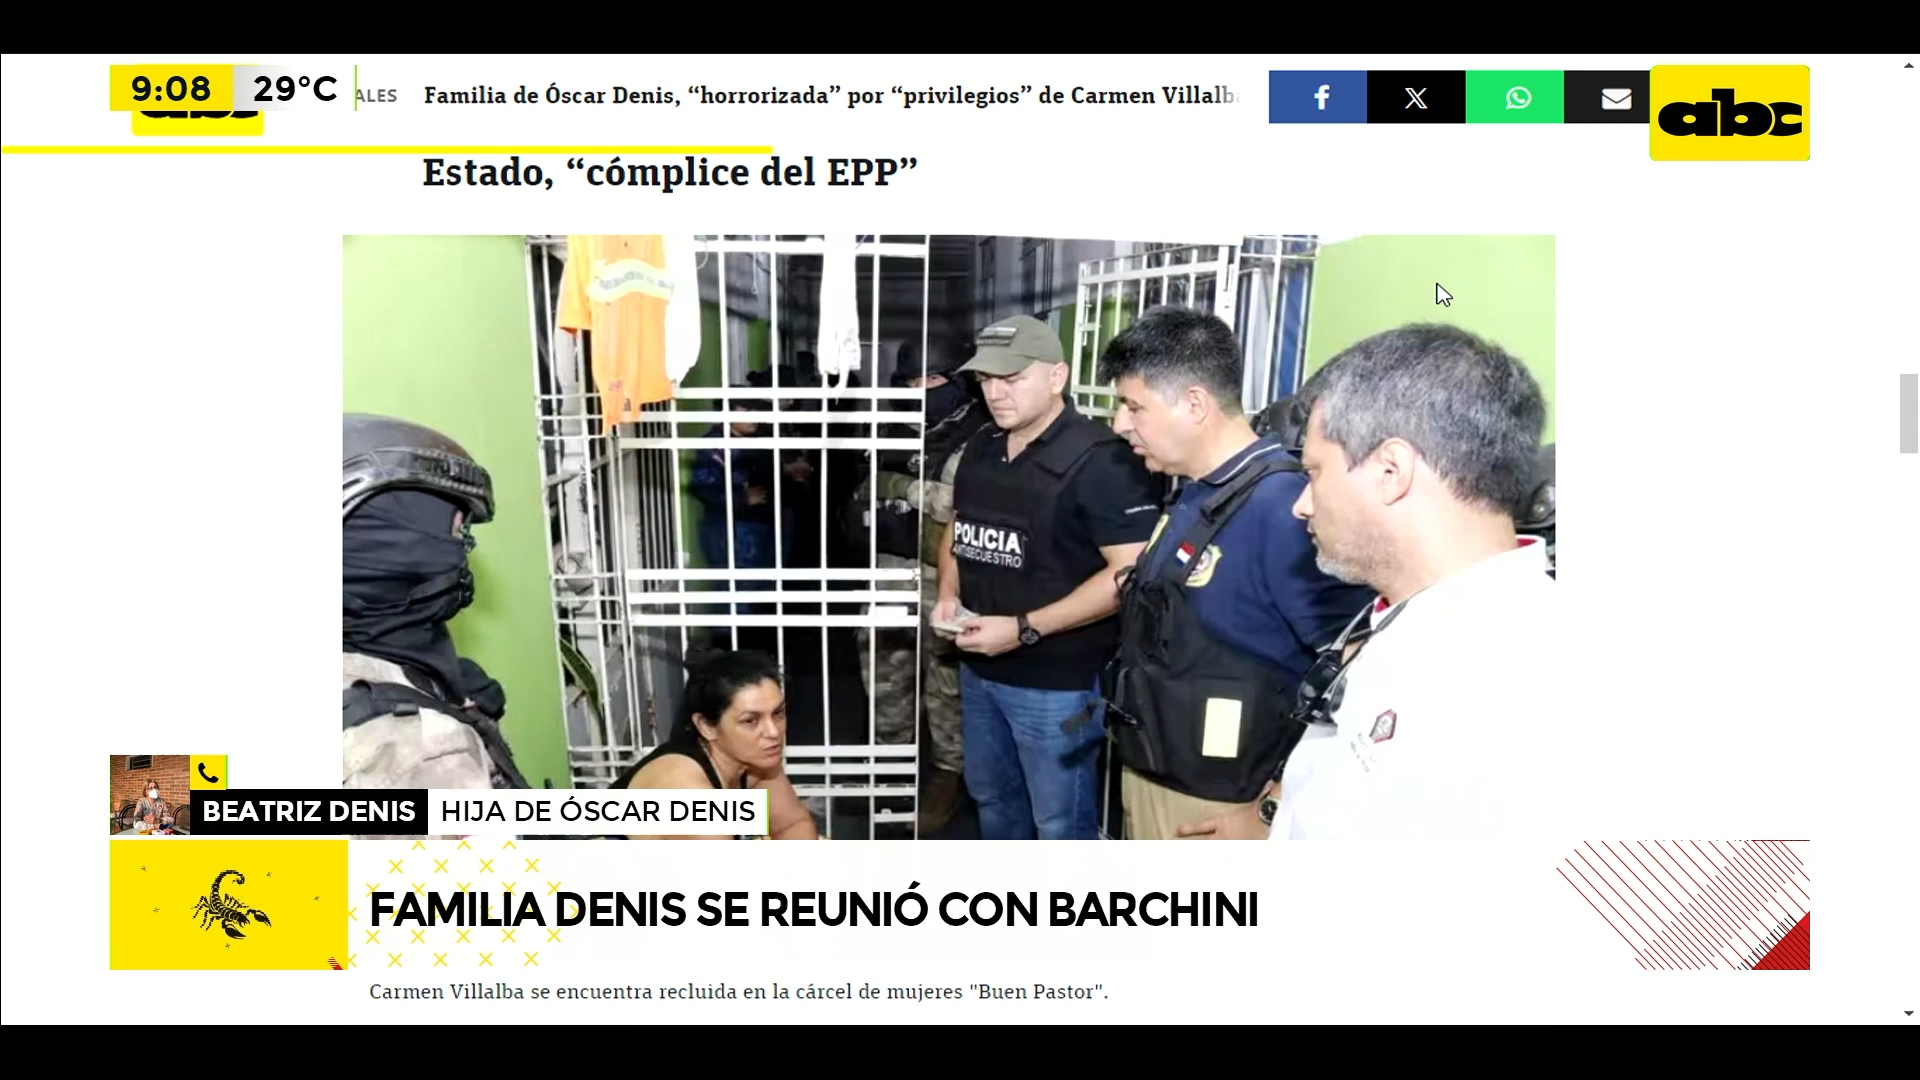 9:08 29°C
ALES
Familia de Óscar Denis, “horrorizada” por “privilegios” de Carmen Villalb
abc
Estado, “cómplice del EPP”
POLICIA
ANTISECUESTRO
BEATRIZ DENIS HIJA DE ÓSCAR DENIS
FAMILIA DENIS SE REUNIÓ CON BARCHINI
Carmen Villalba se encuentra recluida en la cárcel de mujeres "Buen Pastor".